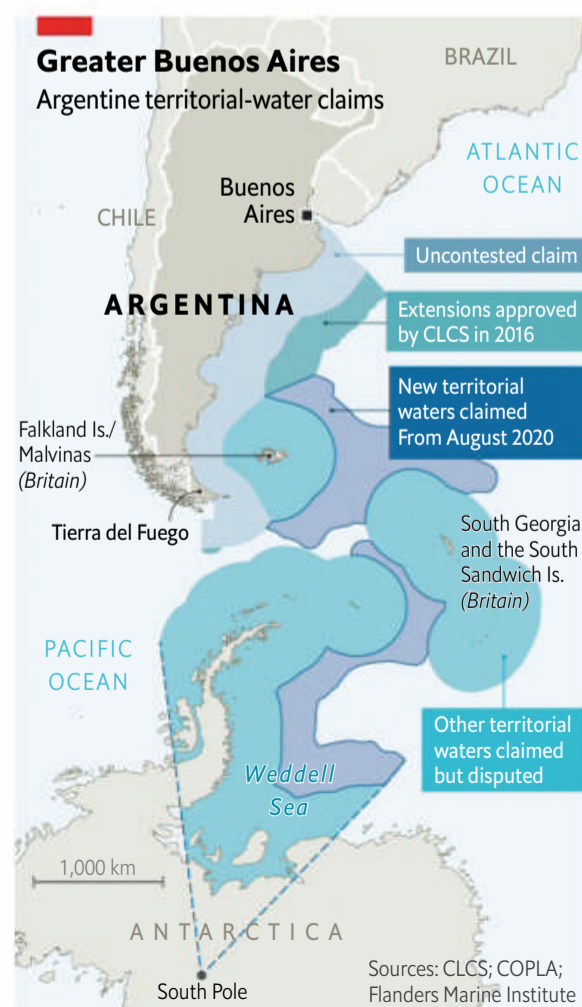 Greater Buenos Aires
Argentine territorial-water claims
BRAZIL
ATLANTIC
OCEAN
Buenos
Aires
CHILE
Uncontested claim
ARGENTINA
Extensions approved
by CLCS in 2016
New territorial
waters claimed
From August 2020
Falkland Is./
Malvinas
(Britain)
Tierra del Fuego
South Georgia
and the South
Sandwich Is.
(Britain)
PACIFIC
OCEAN
Other territorial
waters claimed
but disputed
Weddell
Sea
1,000 km
ANTARCTICA
South Pole
Sources: CLCS; COPLA;
Flanders Marine Institute